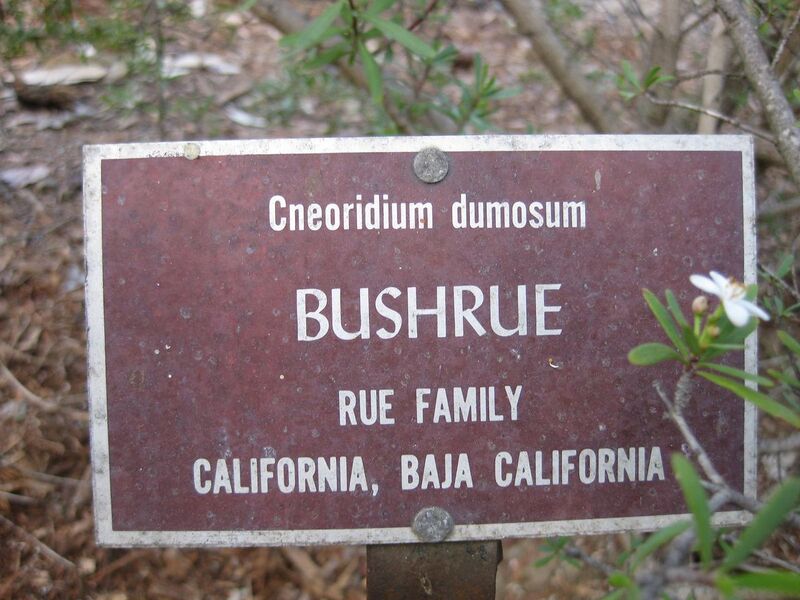 Cneoridium dumosum
BUSHRUE
RUE FAMILY
CALIFORNIA, BAJA CALIFORNIA